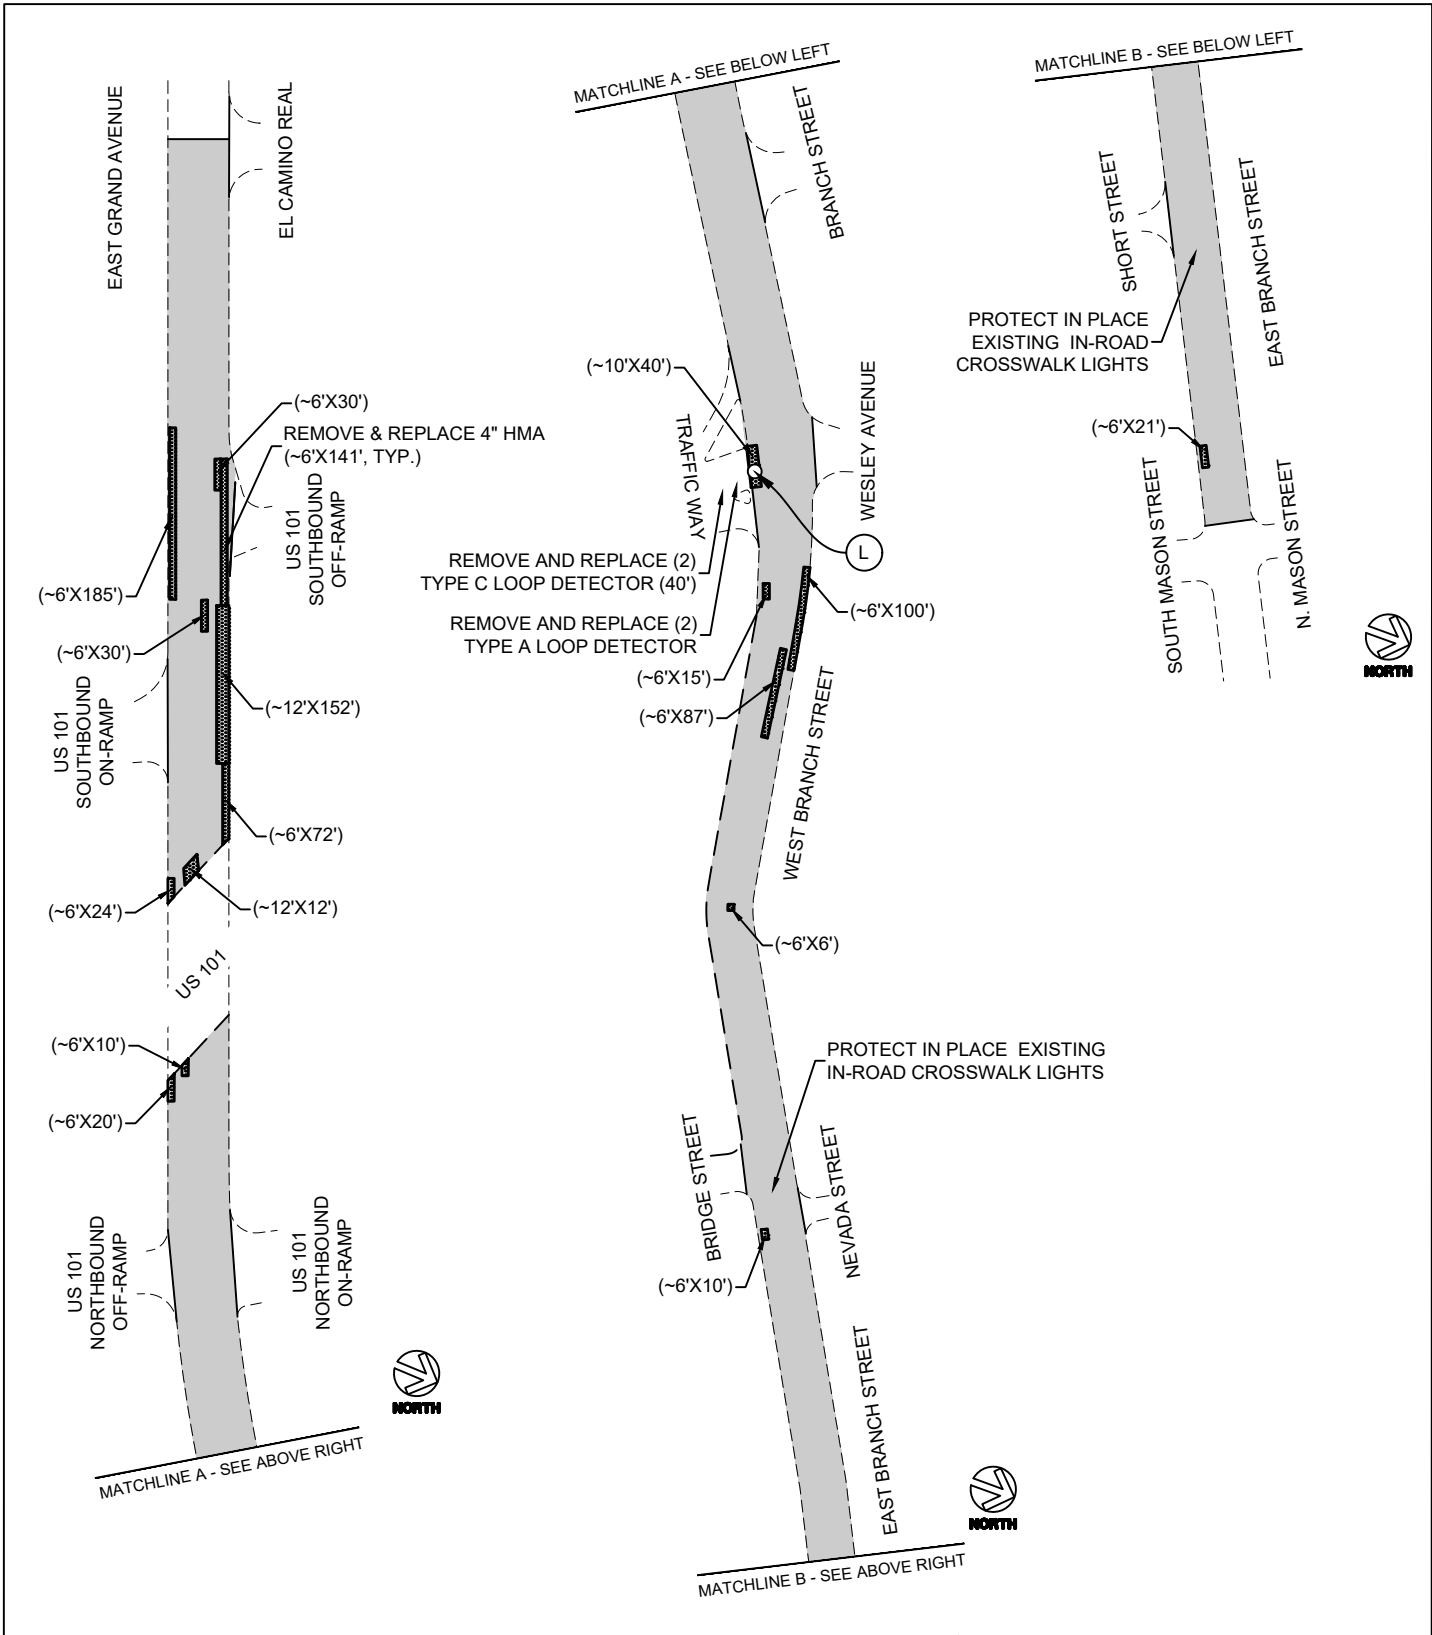 EAST GRAND AVENUE
EL CAMINO REAL
(~6'X30')
REMOVE & REPLACE 4" HMA
(~6'X141', TYP.)
US 101
SOUTHBOUND
OFF-RAMP
(~6'X185')
(~6'X30')
(~12'X152')
US 101
SOUTHBOUND
ON-RAMP
(~6'X72')
(~6'X24')
(~12'X12')
US 101
(~6'X10')
(~6'X20')
US 101
NORTHBOUND
OFF-RAMP
US 101
NORTHBOUND
ON-RAMP
NORTH
MATCHLINE A - SEE ABOVE RIGHT
MATCHLINE A - SEE BELOW LEFT
BRANCH STREET
(~10'X40')
TRAFFIC WAY
WESLEY AVENUE
L
REMOVE AND REPLACE (2)
TYPE C LOOP DETECTOR (40')
REMOVE AND REPLACE (2)
TYPE A LOOP DETECTOR
(~6'X100')
(~6'X15')
(~6'X87')
WEST BRANCH STREET
(~6'X6')
PROTECT IN PLACE  EXISTING
IN-ROAD CROSSWALK LIGHTS
BRIDGE STREET
NEVADA STREET
(~6'X10')
EAST BRANCH STREET
NORTH
MATCHLINE B - SEE ABOVE RIGHT
MATCHLINE B - SEE BELOW LEFT
SHORT STREET
EAST BRANCH STREET
PROTECT IN PLACE
EXISTING  IN-ROAD
CROSSWALK LIGHTS
(~6'X21')
SOUTH MASON STREET
N. MASON STREET
NORTH